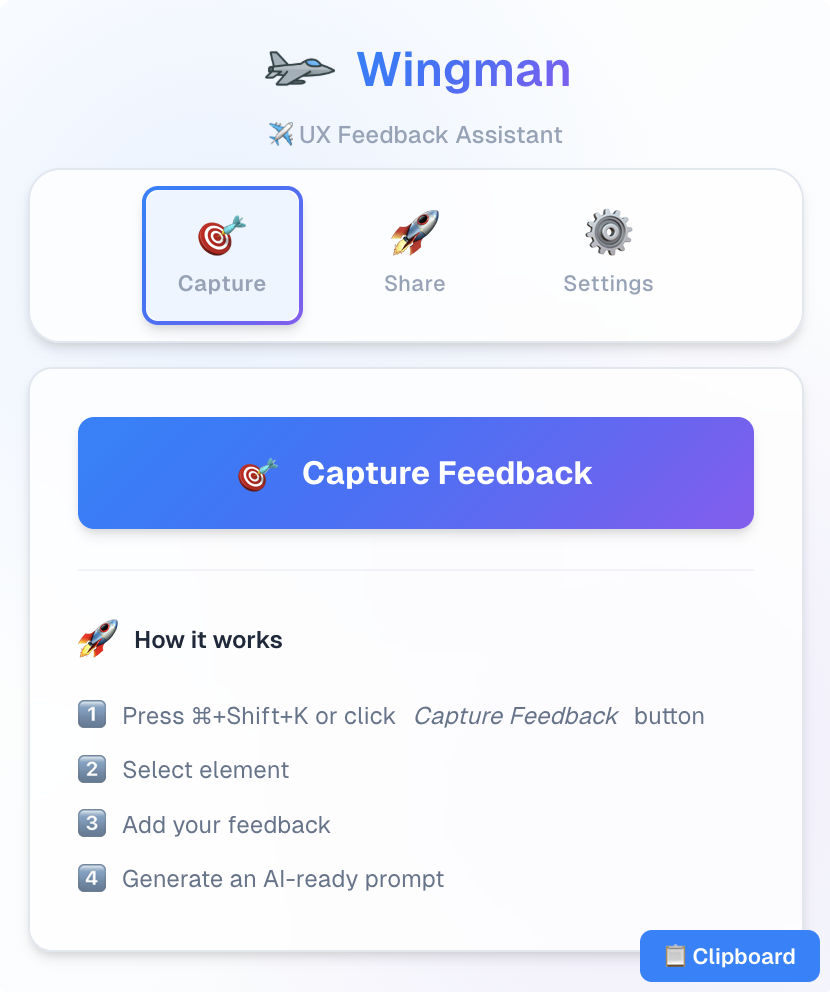 Wingman
✈️ UX Feedback Assistant
Capture
Share
Settings
Capture Feedback
How it works
1 Press ⌘+Shift+K or click Capture Feedback button
2 Select element
3 Add your feedback
4 Generate an AI-ready prompt
Clipboard